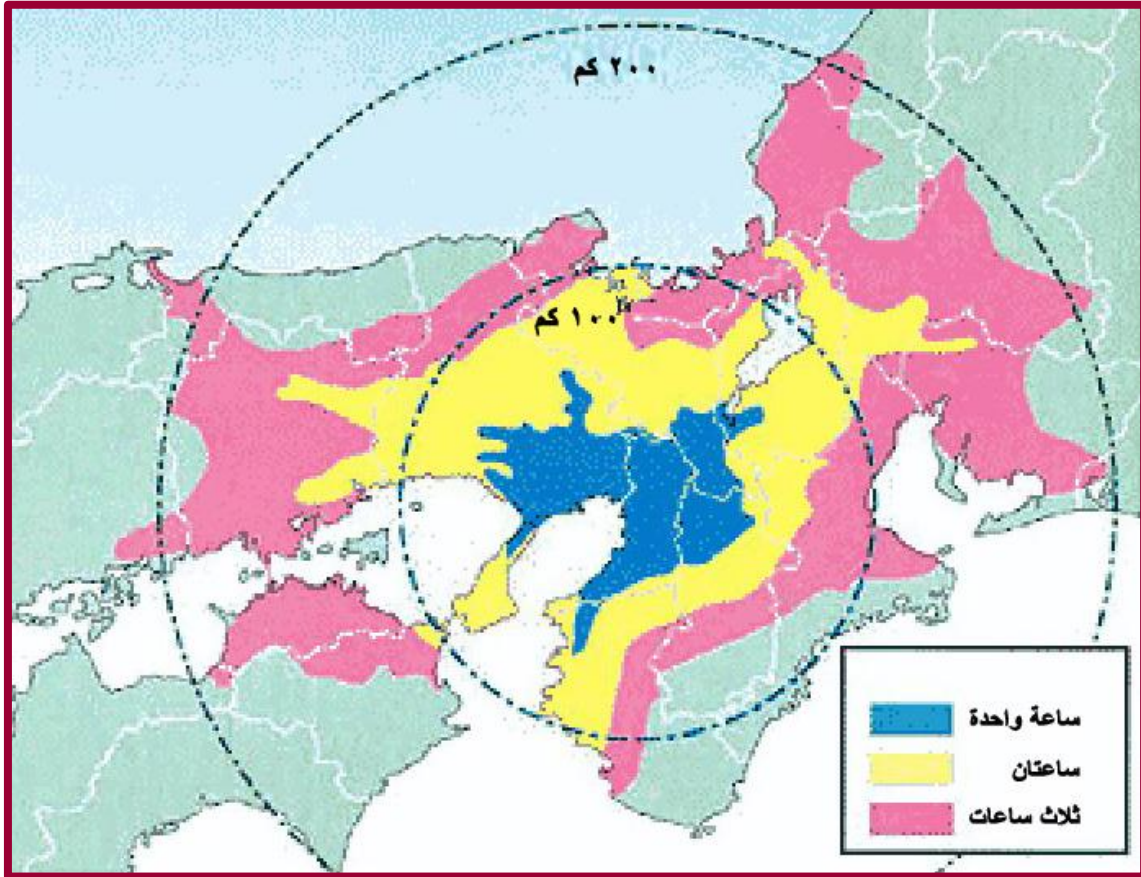 ٢٠٠ كم
١٠٠ كم
ساعة واحدة
ساعتان
ثلاث ساعات